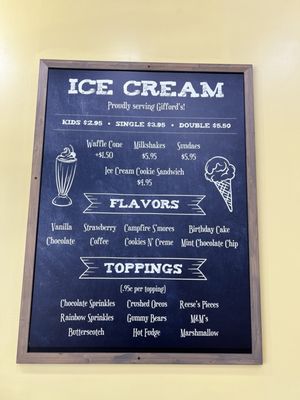 ICE CREAM
Proudly serving Gifford's!
KIDS $2.95 • SINGLE $3.95 • DOUBLE $5.50
Waffle Cone Milkshakes Sundaes
+$1.50 $5.95 $5.95
Ice Cream Cookie Sandwich
$4.95
FLAVORS
Vanilla Strawberry Campfire S'mores Birthday Cake
Chocolate Coffee Cookies N' Creme Mint Chocolate Chip
TOPPINGS
(.95c per topping)
Chocolate Sprinkles Crushed Oreos Reese's Pieces
Rainbow Sprinkles Gummy Bears M&M's
Butterscotch Hot Fudge Marshmallow